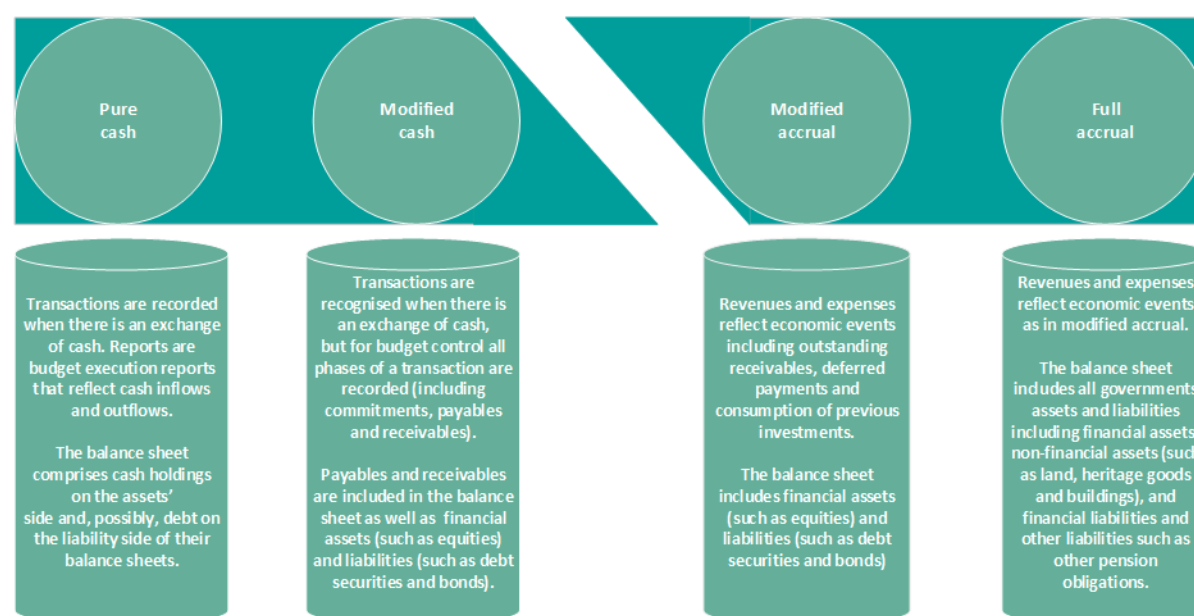 Pure
cash
Modified
cash
Modified
accrual
Full
accrual
Transactions are recorded
when there is an exchange
of cash. Reports are
budget execution reports
that reflect cash inflows
and outflows.
The balance sheet
comprises cash holdings
on the assets’
side and, possibly, debt on
the liability side of their
balance sheets.
Transactions are
recognised when there is
an exchange of cash,
but for budget control all
phases of a transaction are
recorded (including
commitments, payables
and receivables).
Payables and receivables
are included in the balance
sheet as well as financial
assets (such as equities)
and liabilities (such as debt
securities and bonds).
Revenues and expenses
reflect economic events
including outstanding
receivables, deferred
payments and
consumption of previous
investments.
The balance sheet
includes financial assets
(such as equities) and
liabilities (such as debt
securities and bonds)
Revenues and expenses
reflect economic events
as in modified accrual.
The balance sheet
includes all governments
assets and liabilities
including financial assets
non-financial assets (such
as land, heritage goods
and buildings), and
financial liabilities and
other liabilities such as
other pension
obligations.